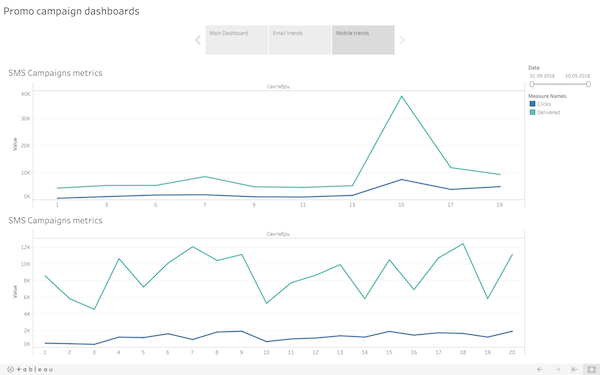 Promo campaign dashboards
Main Dashboard
Email trends
Mobile trends
SMS Campaigns metrics
Сентябрь
40K
30K
20K
10K
0K
Value
1 3 5 7 9 11 13 15 17 19
Date
01.09.2018 20.09.2018
Measure Names
Clicks
Delivered
SMS Campaigns metrics
Сентябрь
12K
10K
8K
6K
4K
2K
0K
Value
1 2 3 4 5 6 7 8 9 10 11 12 13 14 15 16 17 18 19 20
+ableau